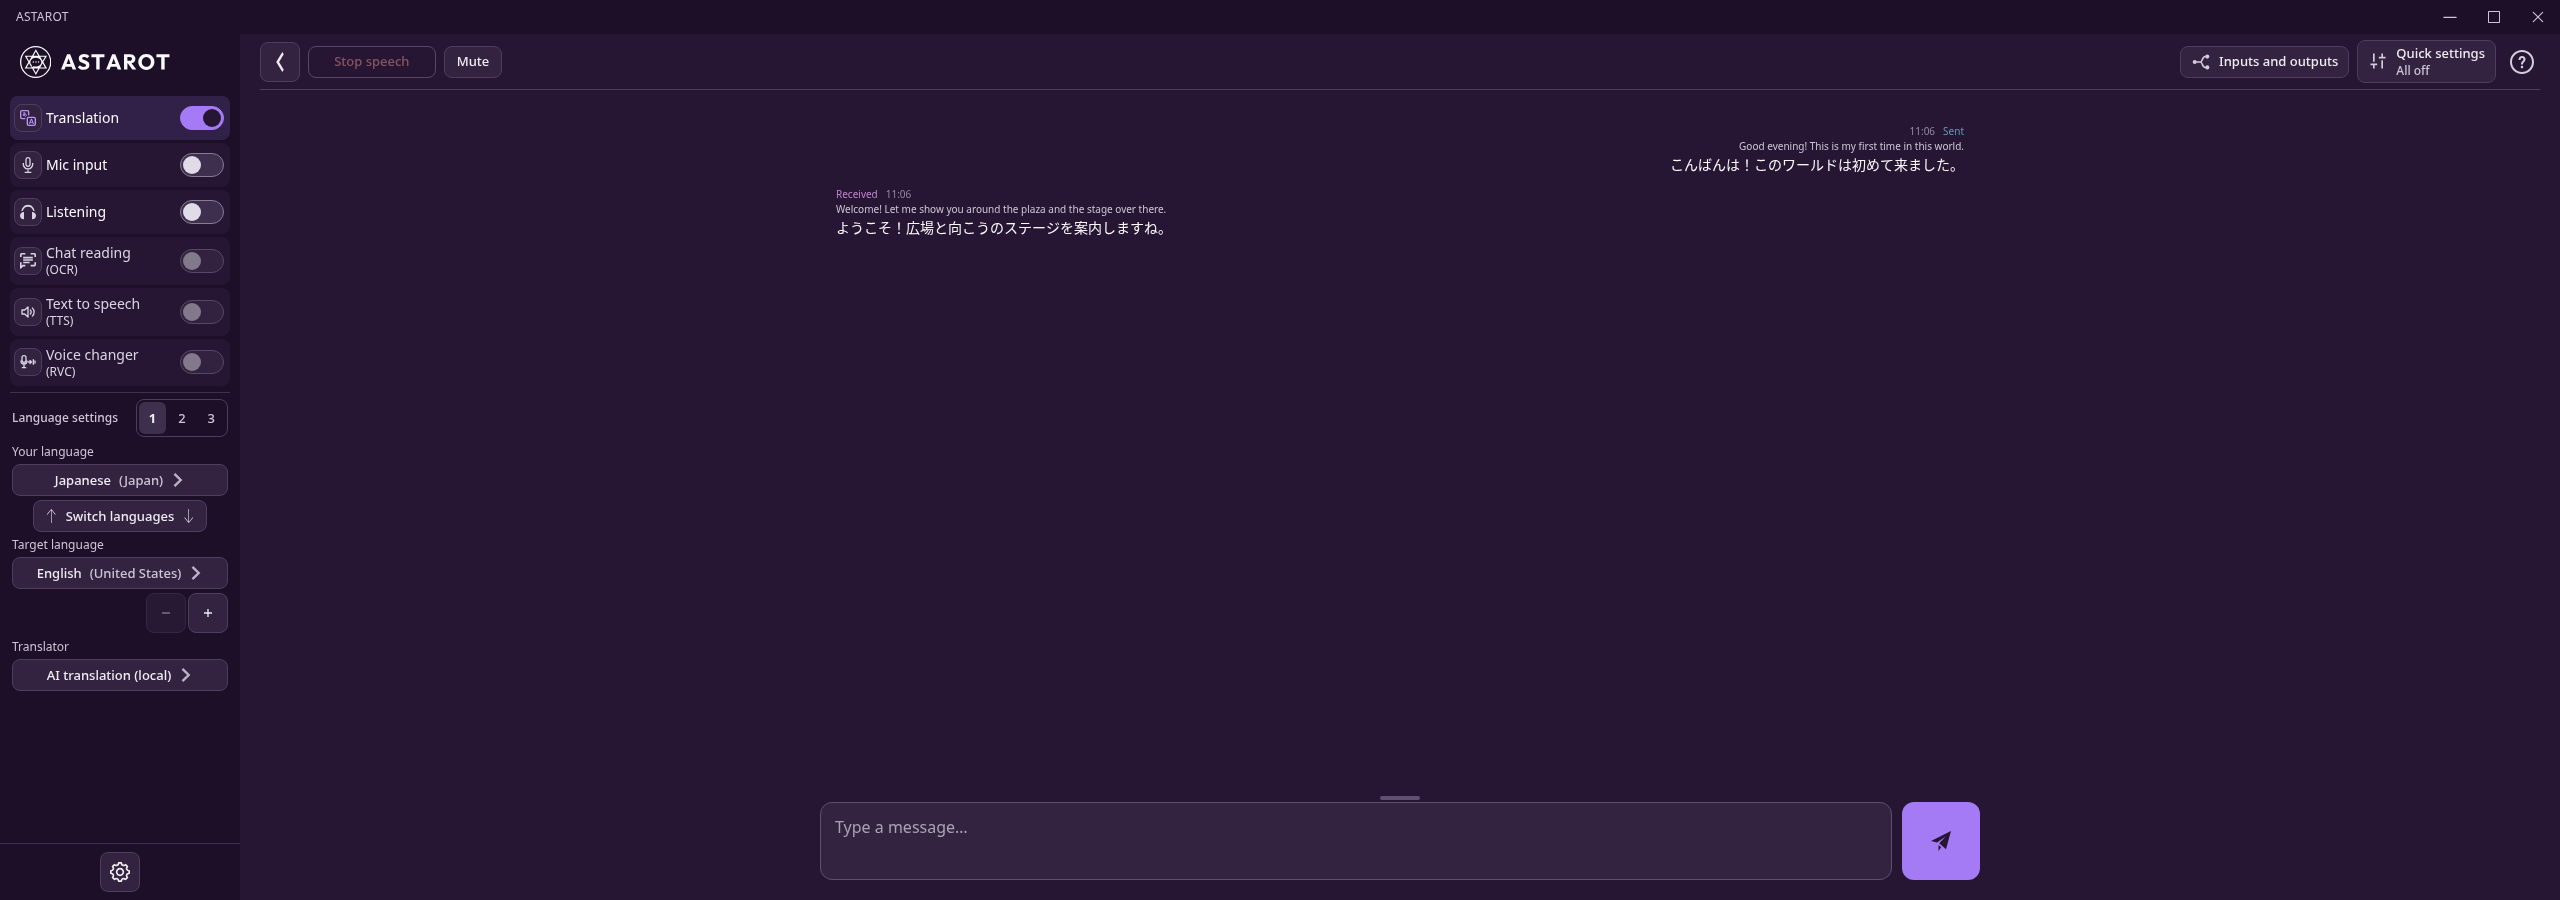 ASTAROT
ASTAROT
Stop speech
Mute
Inputs and outputs
Quick settings
All off
Translation
Mic input
Listening
Chat reading
(OCR)
Text to speech
(TTS)
Voice changer
(RVC)
Language settings
1 2 3
Your language
Japanese (Japan)
Switch languages
Target language
English (United States)
− +
Translator
AI translation (local)
11:06 Sent
Good evening! This is my first time in this world.
こんばんは！このワールドは初めて来ました。
Received 11:06
Welcome! Let me show you around the plaza and the stage over there.
ようこそ！広場と向こうのステージを案内しますね。
Type a message...